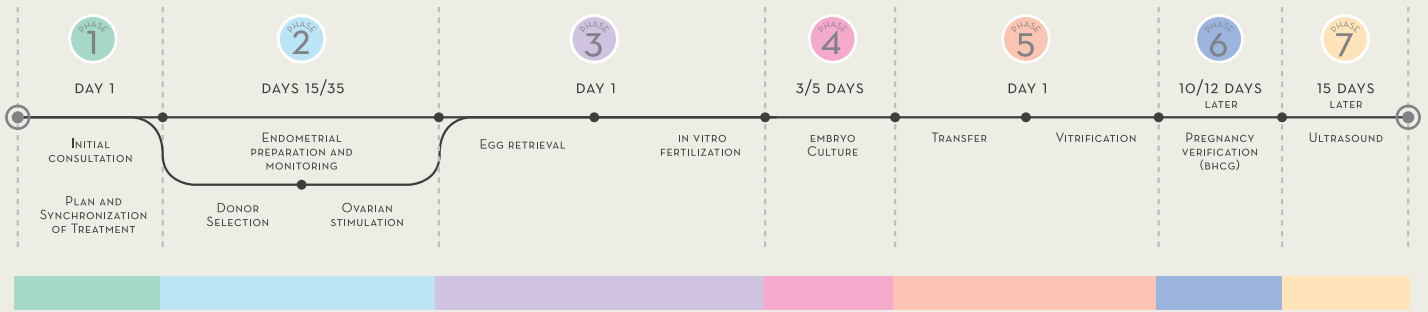 PHASE
1
DAY 1
INITIAL
CONSULTATION
PLAN AND
SYNCHRONIZATION
OF TREATMENT
PHASE
2
DAYS 15/35
ENDOMETRIAL
PREPARATION AND
MONITORING
DONOR
SELECTION
OVARIAN
STIMULATION
PHASE
3
DAY 1
EGG RETRIEVAL
IN VITRO
FERTILIZATION
PHASE
4
3/5 DAYS
EMBRYO
CULTURE
PHASE
5
DAY 1
TRANSFER
VITRIFICATION
PHASE
6
10/12 DAYS
LATER
PREGNANCY
VERIFICATION
(BHCG)
PHASE
7
15 DAYS
LATER
ULTRASOUND